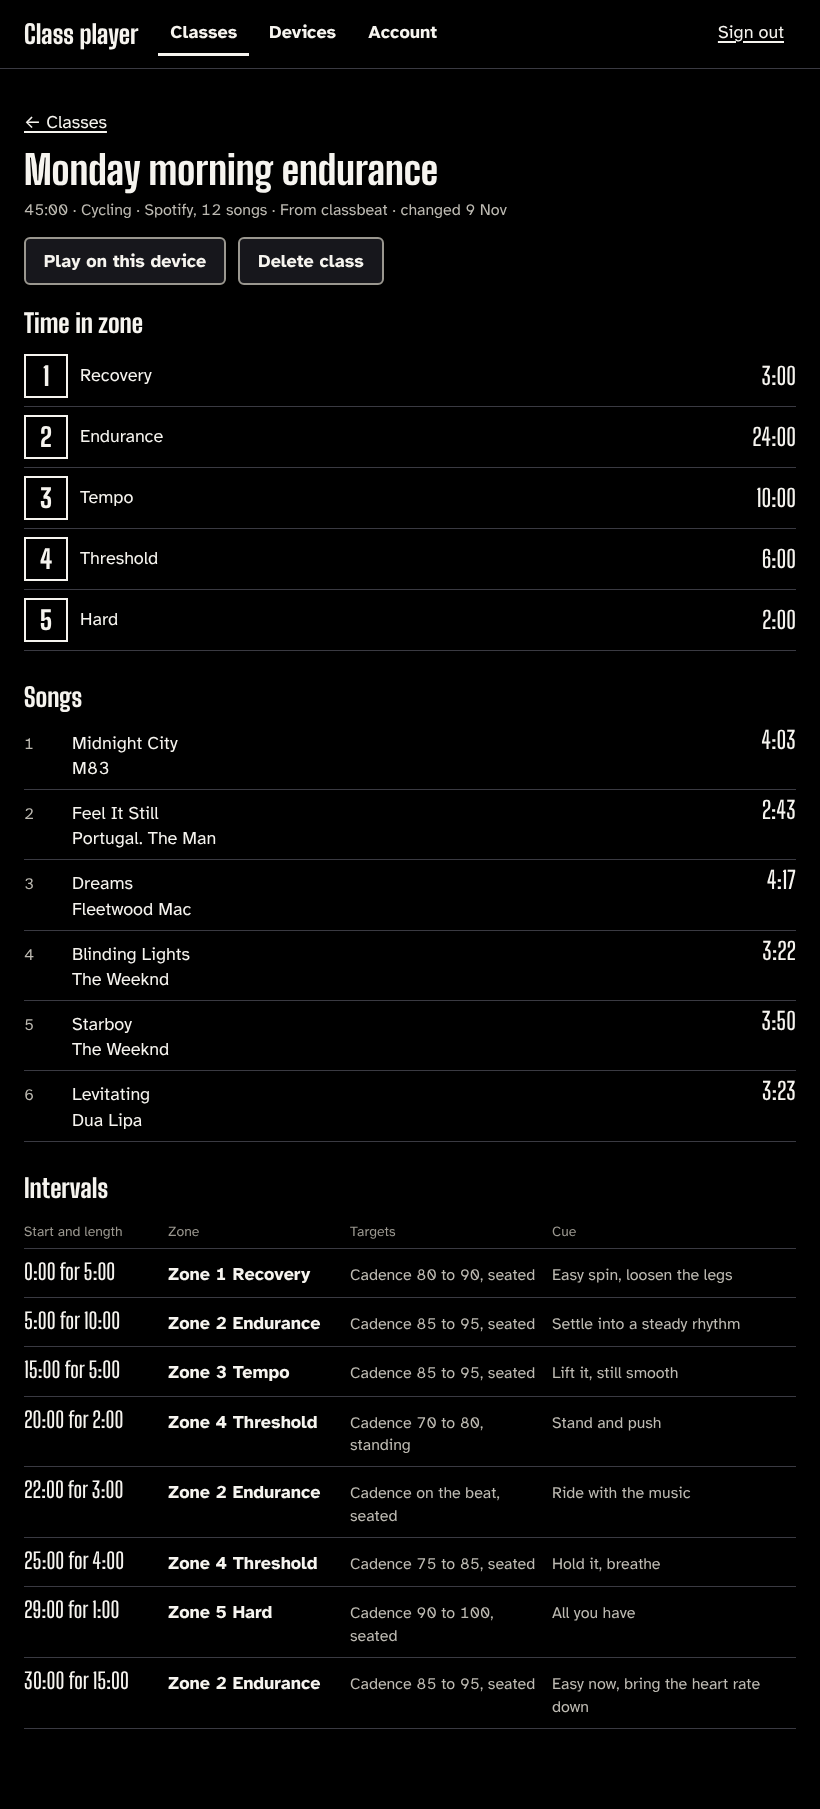 Class player
Classes
Devices
Account
Sign out
← Classes
Monday morning endurance
45:00 · Cycling · Spotify, 12 songs · From classbeat · changed 9 Nov
Play on this device
Delete class
Time in zone
1 Recovery 3:00
2 Endurance 24:00
3 Tempo 10:00
4 Threshold 6:00
5 Hard 2:00
Songs
1 Midnight City 4:03
M83
2 Feel It Still 2:43
Portugal. The Man
3 Dreams 4:17
Fleetwood Mac
4 Blinding Lights 3:22
The Weeknd
5 Starboy 3:50
The Weeknd
6 Levitating 3:23
Dua Lipa
Intervals
Start and length Zone Targets Cue
0:00 for 5:00 Zone 1 Recovery Cadence 80 to 90, seated Easy spin, loosen the legs
5:00 for 10:00 Zone 2 Endurance Cadence 85 to 95, seated Settle into a steady rhythm
15:00 for 5:00 Zone 3 Tempo Cadence 85 to 95, seated Lift it, still smooth
20:00 for 2:00 Zone 4 Threshold Cadence 70 to 80, Stand and push
standing
22:00 for 3:00 Zone 2 Endurance Cadence on the beat, Ride with the music
seated
25:00 for 4:00 Zone 4 Threshold Cadence 75 to 85, seated Hold it, breathe
29:00 for 1:00 Zone 5 Hard Cadence 90 to 100, All you have
seated
30:00 for 15:00 Zone 2 Endurance Cadence 85 to 95, seated Easy now, bring the heart rate
down